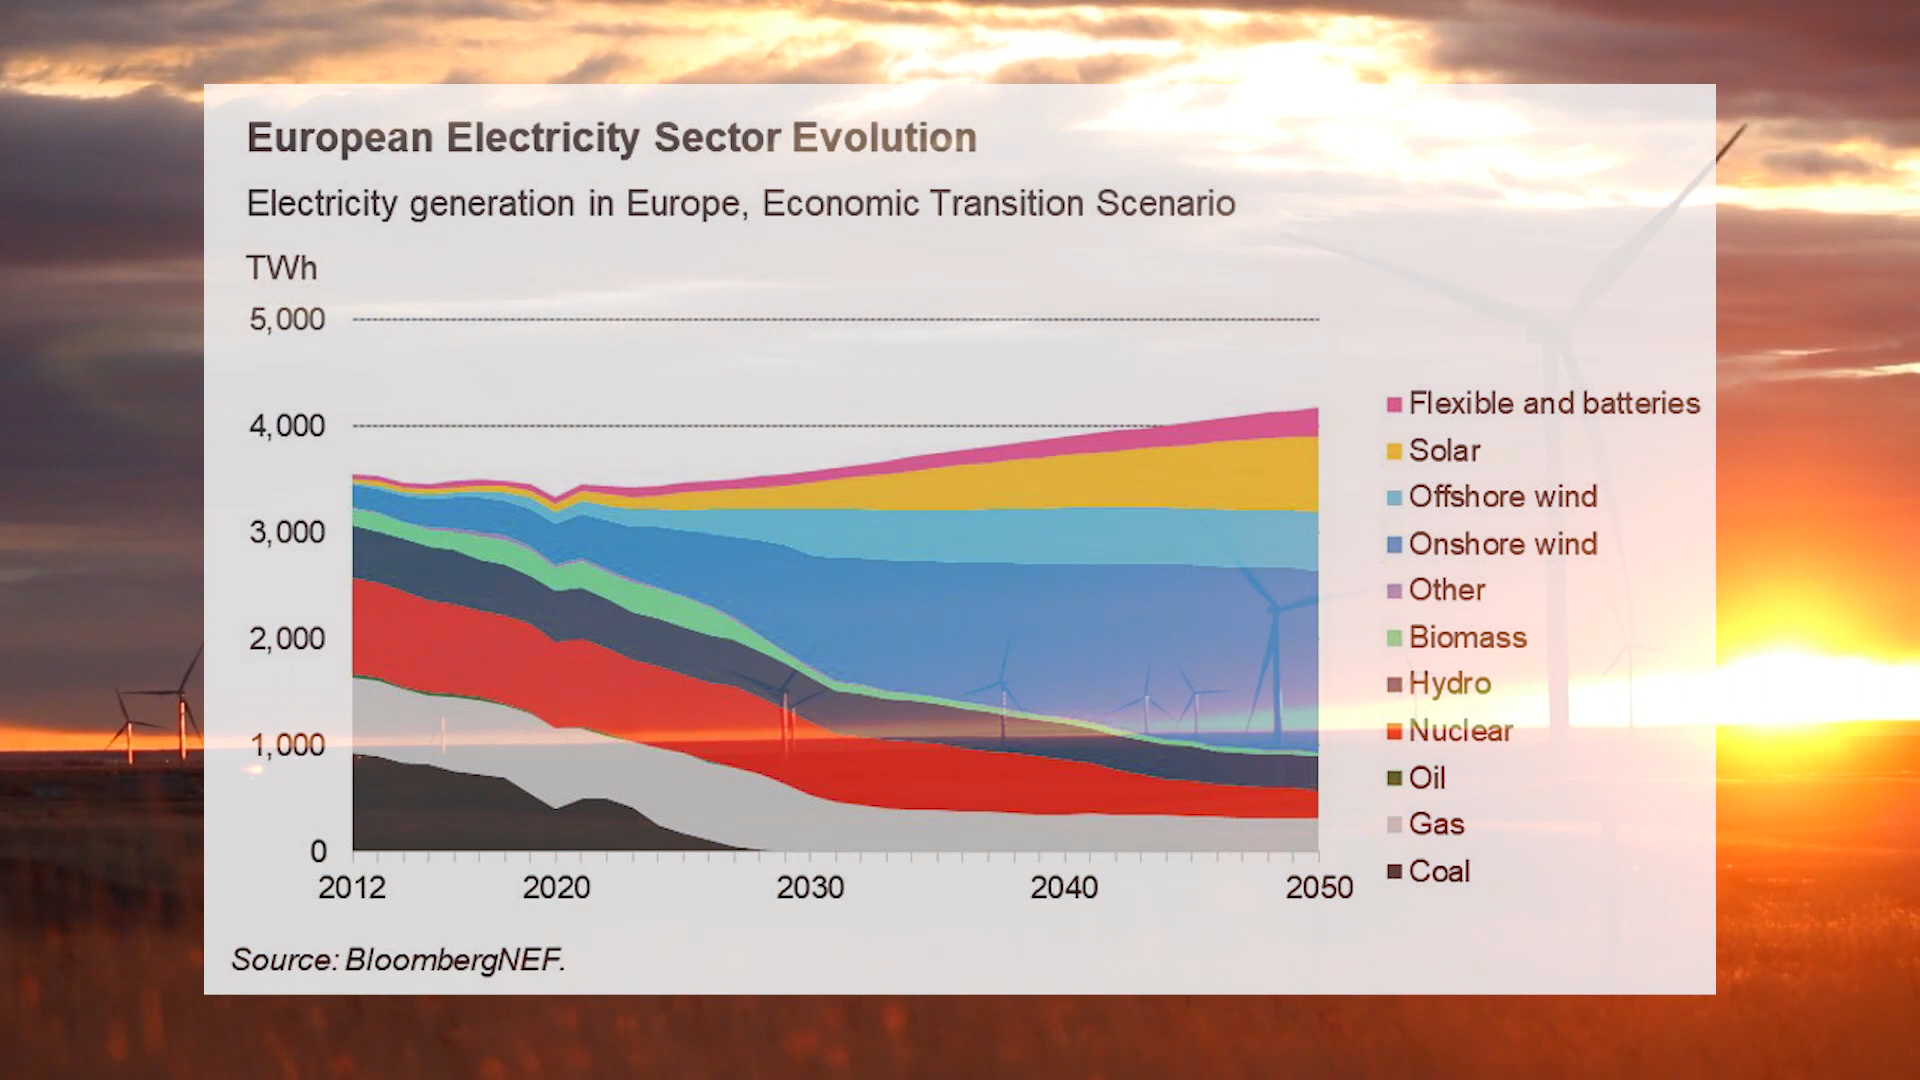 European Electricity Sector Evolution
Electricity generation in Europe, Economic Transition Scenario
TWh
5,000
4,000
3,000
2,000
1,000
0
2012 2020 2030 2040 2050
Flexible and batteries
Solar
Offshore wind
Onshore wind
Other
Biomass
Hydro
Nuclear
Oil
Gas
Coal
Source: BloombergNEF.